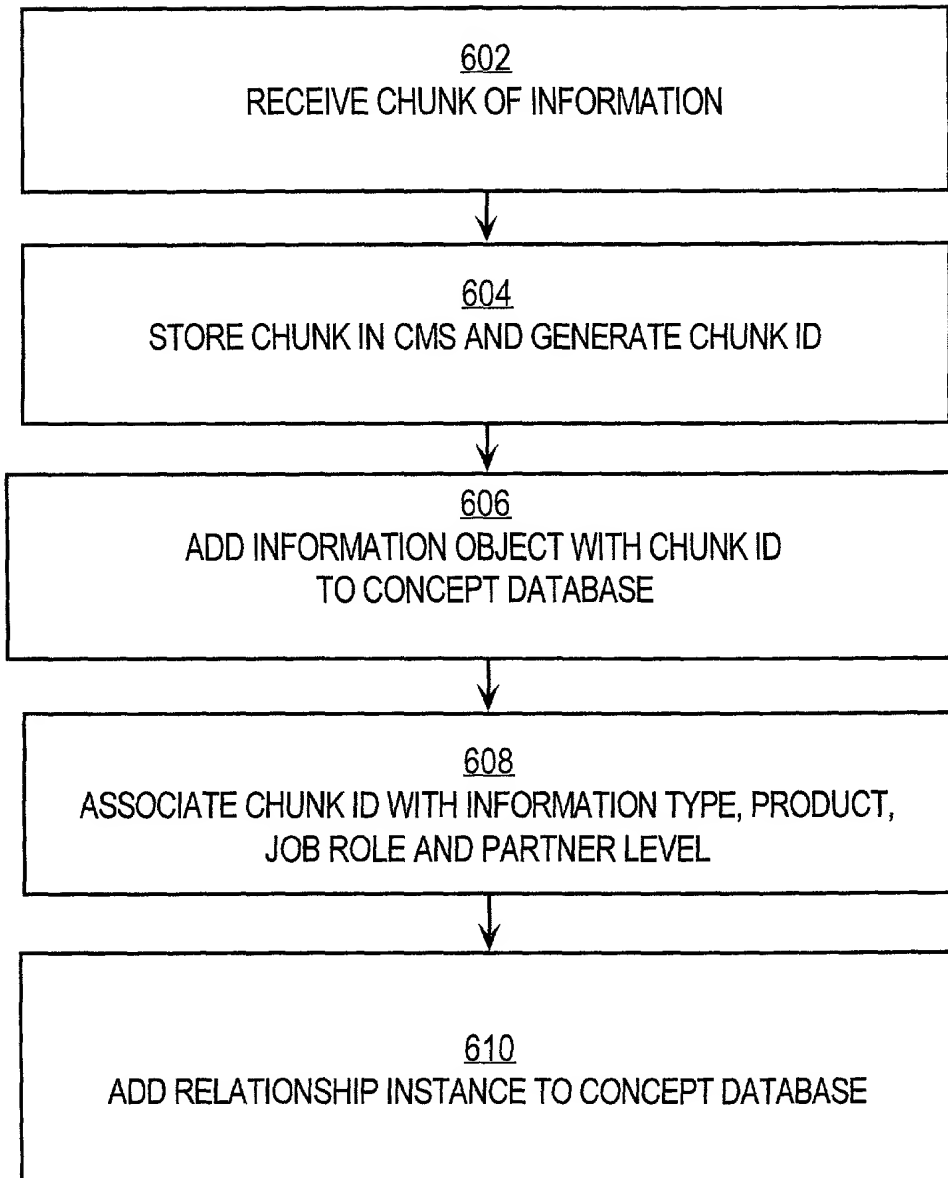 602
RECEIVE CHUNK OF INFORMATION
604
STORE CHUNK IN CMS AND GENERATE CHUNK ID
606
ADD INFORMATION OBJECT WITH CHUNK ID
TO CONCEPT DATABASE
608
ASSOCIATE CHUNK ID WITH INFORMATION TYPE, PRODUCT,
JOB ROLE AND PARTNER LEVEL
610
ADD RELATIONSHIP INSTANCE TO CONCEPT DATABASE